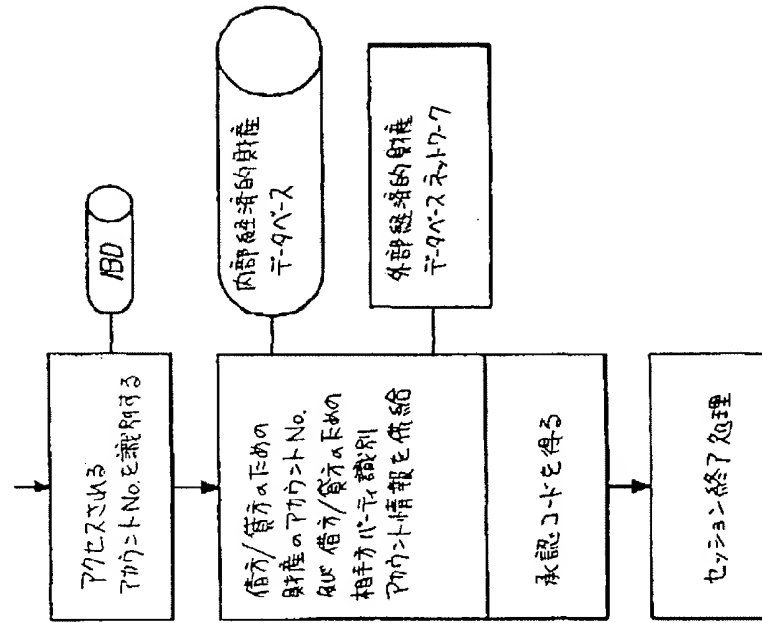 アクセスされる
アカウントNo.を識別する
IBD
借方/貸方のための
財産のアカウントNo.
及び借方/貸方のための
相手方パーティ識別
アカウント情報を供給
内部経済的財産
データベース
外部経済的財産
データベースネットワーク
承認コードを得る
セッション終了処理